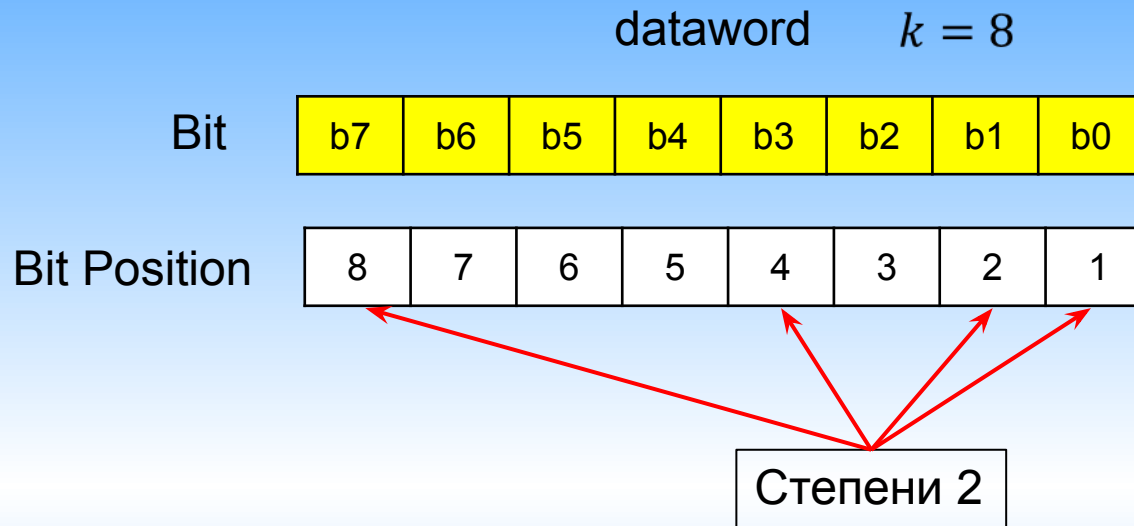 dataword k = 8
Bit b7 b6 b5 b4 b3 b2 b1 b0
Bit Position 8 7 6 5 4 3 2 1
Степени 2